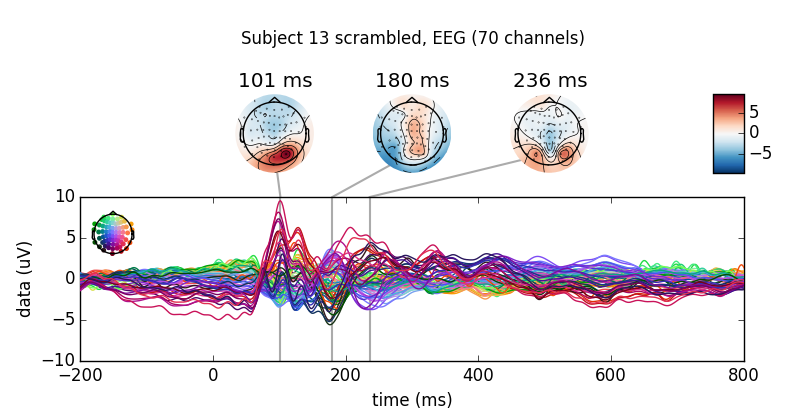 Subject 13 scrambled, EEG (70 channels)
101 ms
180 ms
236 ms
5
0
−5
10
5
0
−5
−10
data (uV)
−200
0
200
400
600
800
time (ms)